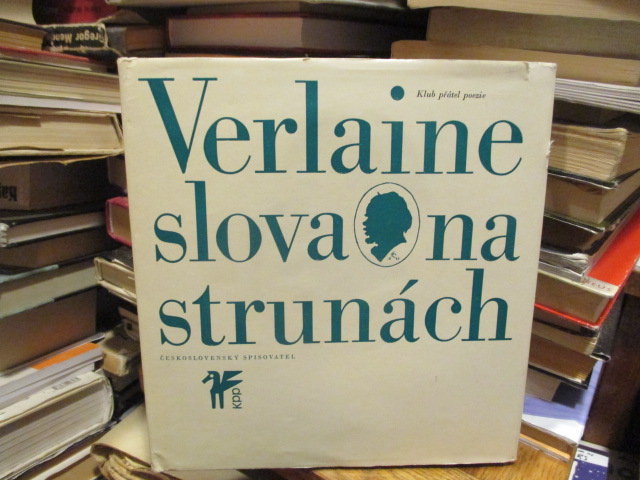 Klub přátel poezie
Verlaine
slova na
strunách
ČESKOSLOVENSKÝ SPISOVATEL
kpp